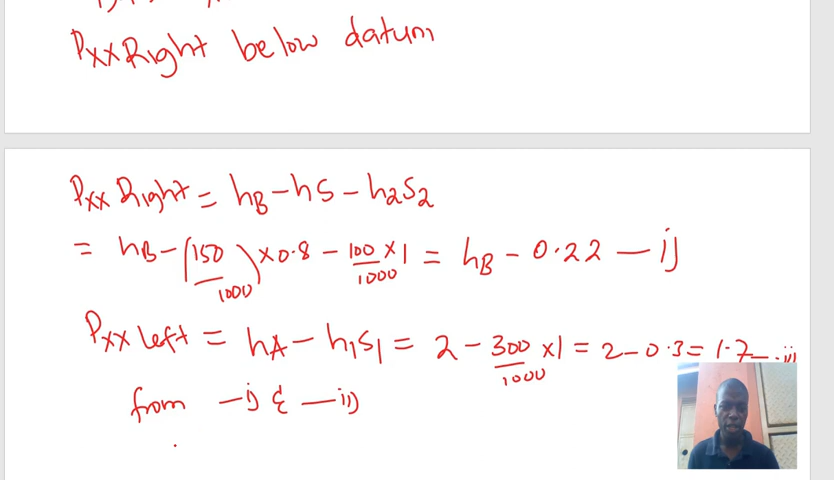 Pxx Right below datum
Pxx Right = hB - hS - h2S2
= hB - (150/1000) x 0.8 - 100/1000 x 1 = hB - 0.22 — i)
Pxx left = hA - h1S1 = 2 - 300/1000 x 1 = 2 - 0.3 = 1.7 — ii)
from — i) & — ii)